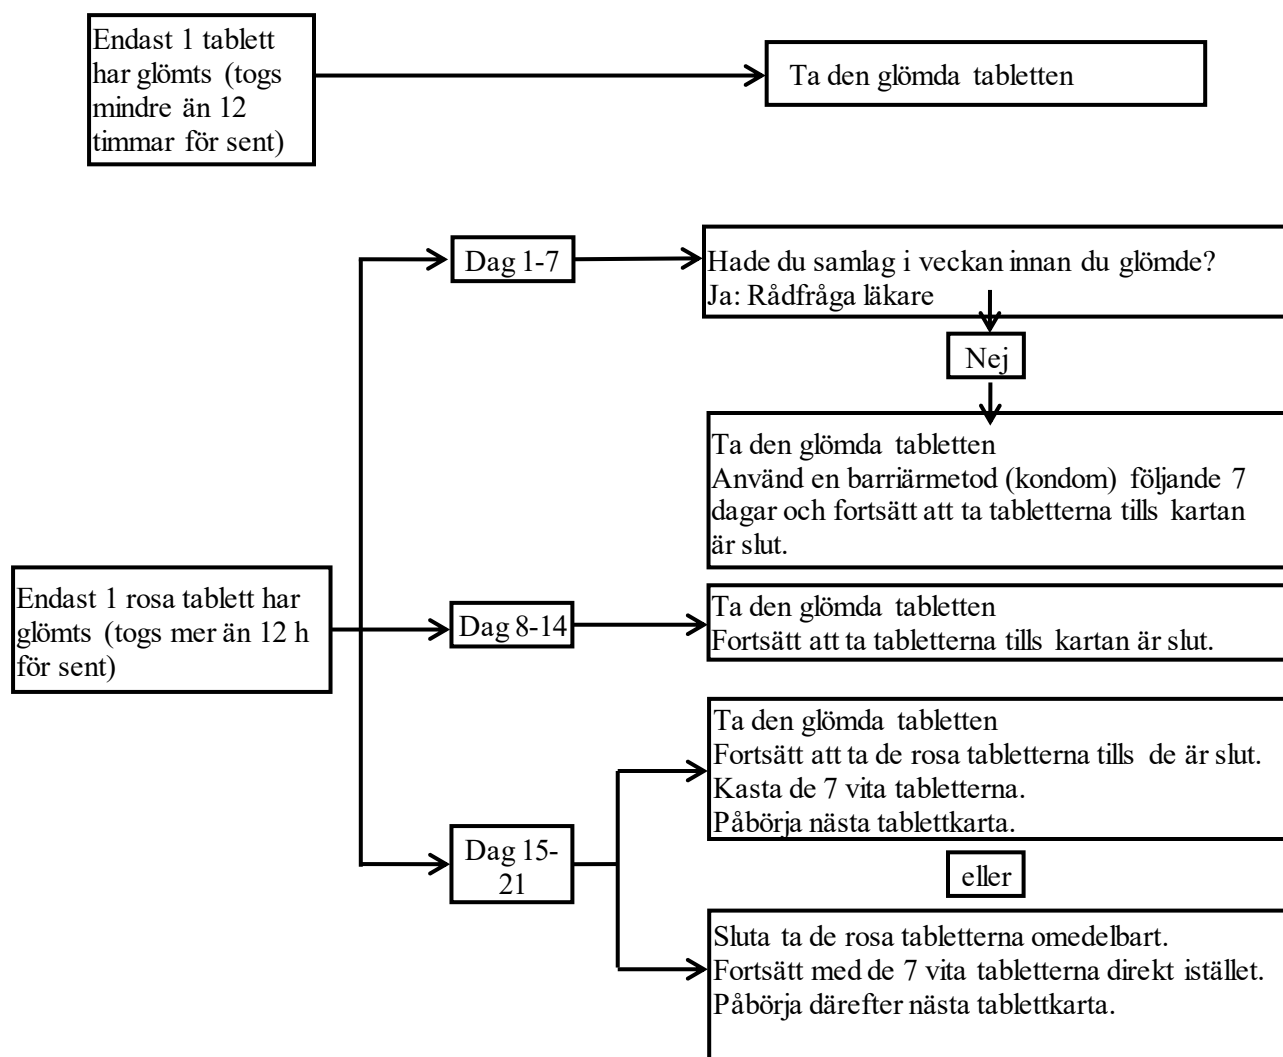 Endast 1 tablett
har glömts (togs
mindre än 12
timmar för sent)
Ta den glömda tabletten
Dag 1-7
Hade du samlag i veckan innan du glömde?
Ja: Rådfråga läkare
Nej
Ta den glömda tabletten
Använd en barriärmetod (kondom) följande 7
dagar och fortsätt att ta tabletterna tills kartan
är slut.
Endast 1 rosa tablett har
glömts (togs mer än 12 h
för sent)
Dag 8-14
Ta den glömda tabletten
Fortsätt att ta tabletterna tills kartan är slut.
Dag 15-
21
Ta den glömda tabletten
Fortsätt att ta de rosa tabletterna tills de är slut.
Kasta de 7 vita tabletterna.
Påbörja nästa tablettkarta.
eller
Sluta ta de rosa tabletterna omedelbart.
Fortsätt med de 7 vita tabletterna direkt istället.
Påbörja därefter nästa tablettkarta.